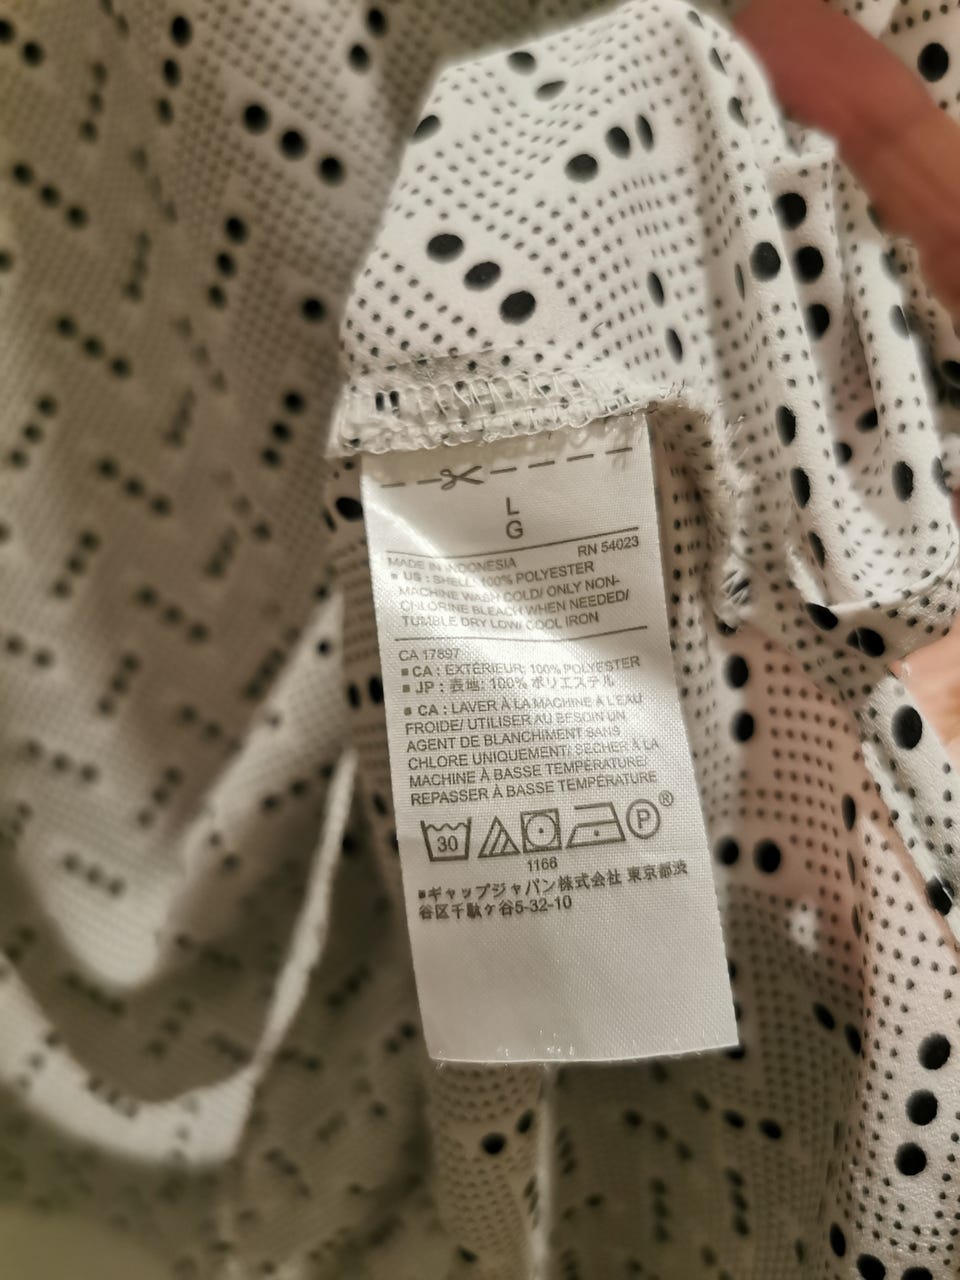 L
G
RN 54023
MADE IN INDONESIA
■ US : SHELL: 100% POLYESTER
MACHINE WASH COLD/ ONLY NON-
CHLORINE BLEACH WHEN NEEDED/
TUMBLE DRY LOW/ COOL IRON
CA 17897
■ CA : EXTÉRIEUR: 100% POLYESTER
■ JP : 表地: 100% ポリエステル
■ CA : LAVER À LA MACHINE À L'EAU
FROIDE/ UTILISER AU BESOIN UN
AGENT DE BLANCHIMENT SANS
CHLORE UNIQUEMENT/ SÉCHER À LA
MACHINE À BASSE TEMPÉRATURE/
REPASSER À BASSE TEMPÉRATURE
30 P ®
1166
■ギャップジャパン株式会社 東京都渋
谷区千駄ケ谷5-32-10